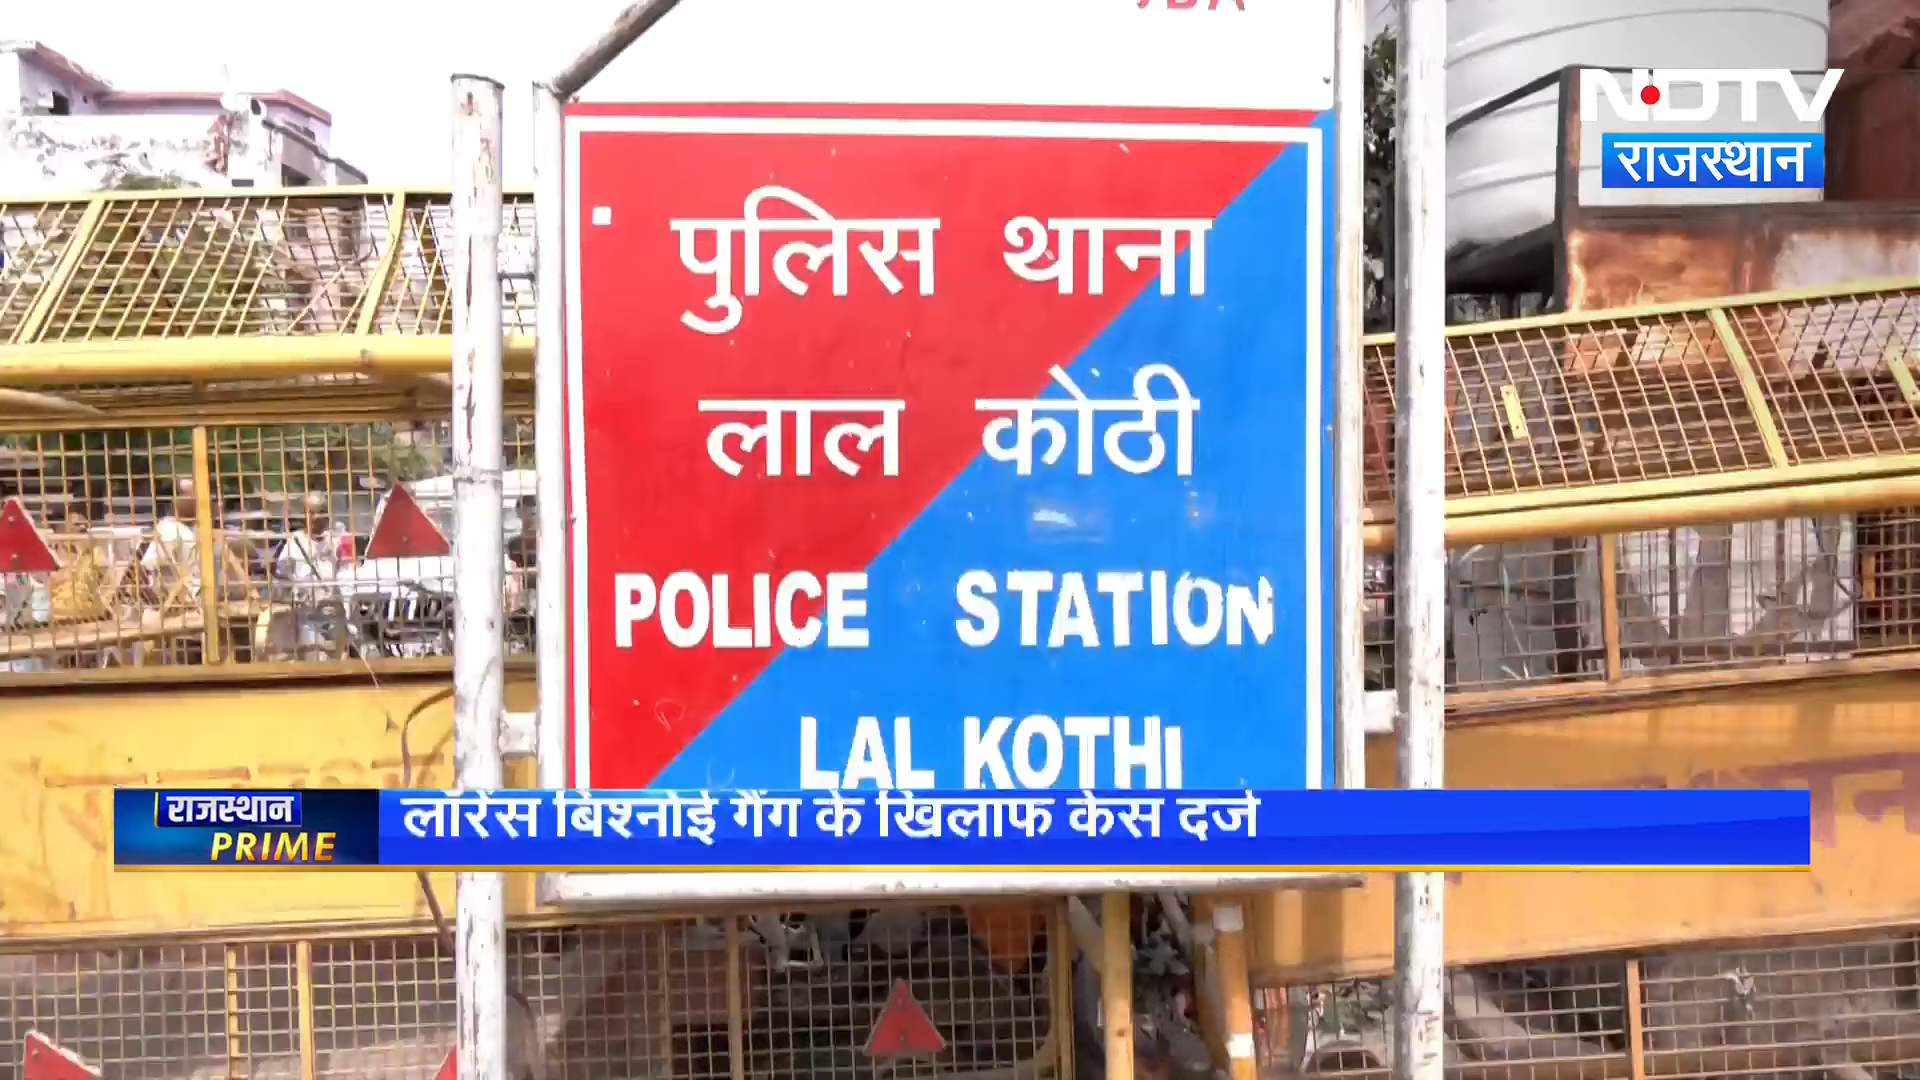 NDTV
राजस्थान
पुलिस थाना
लाल कोठी
POLICE STATION
LAL KOTHI
राजस्थान
PRIME
लॉरेंस बिश्नोई गैंग के खिलाफ केस दर्ज